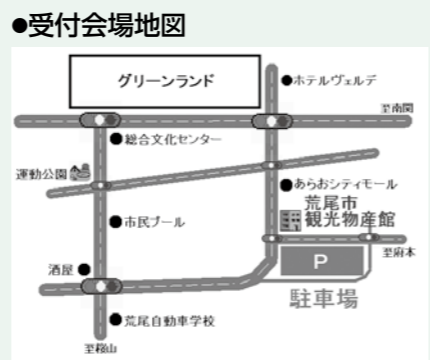 ●受付会場地図
グリーンランド
●ホテルヴェルデ
至南関
●総合文化センター
運動公園
●あらおシティモール
荒尾市
観光物産館
●市民プール
至府本
P
酒屋●
駐車場
●荒尾自動車学校